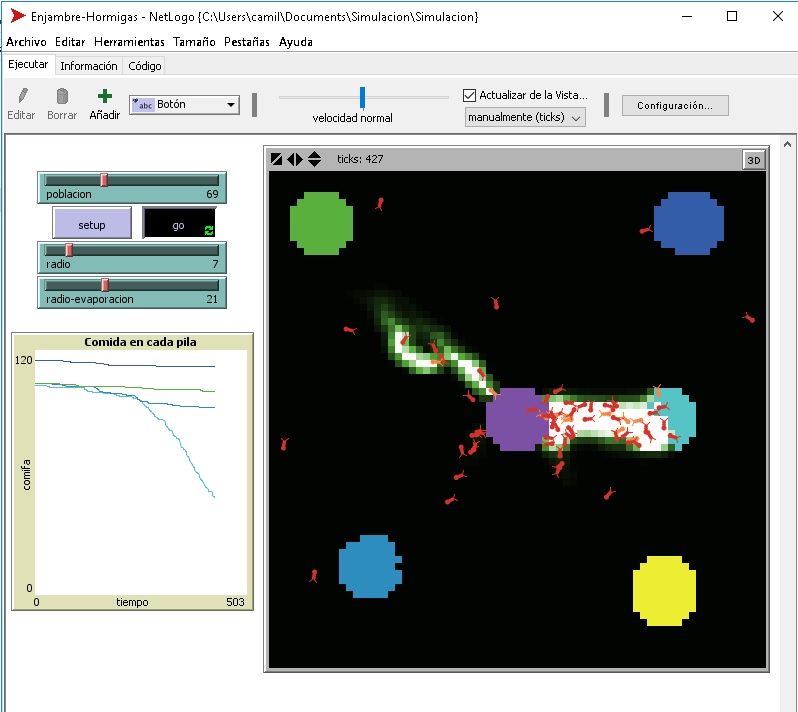 Enjambre-Hormigas - NetLogo {C:\Users\camil\Documents\Simulacion\Simulacion}
Archivo Editar Herramientas Tamaño Pestañas Ayuda
Ejecutar Información Código
Editar Borrar Añadir
abc Botón
velocidad normal
Actualizar de la Vista...
manualmente (ticks)
Configuración...
ticks: 427
3D
poblacion 69
setup go
radio 7
radio-evaporacion 21
Comida en cada pila
120
comifa
0
0 tiempo 503